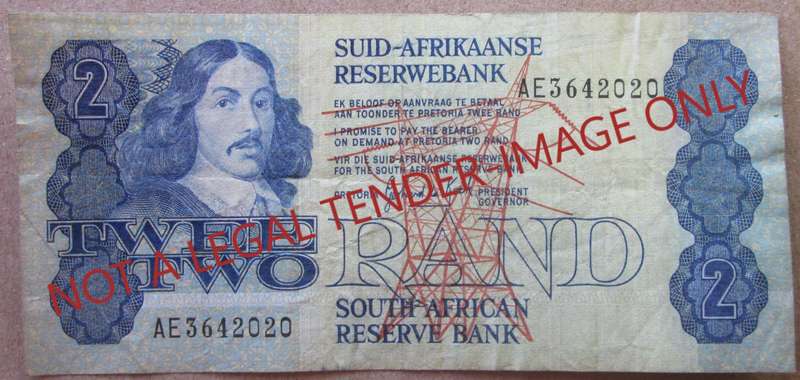 2
SUID-AFRIKAANSE
RESERWEBANK
AE3642020
EK BELOOF OP AANVRAAG TE BETAAL
AAN TOONDER TE PRETORIA TWEE RAND
I PROMISE TO PAY THE BEARER
ON DEMAND AT PRETORIA TWO RAND
VIR DIE SUID-AFRIKAANSE RESERWEBANK
FOR THE SOUTH AFRICAN RESERVE BANK
PRETORIA PRESIDENT
GOVERNOR
TWEE
TWO RAND
2
AE3642020
SOUTH AFRICAN
RESERVE BANK
NOT A LEGAL TENDER IMAGE ONLY